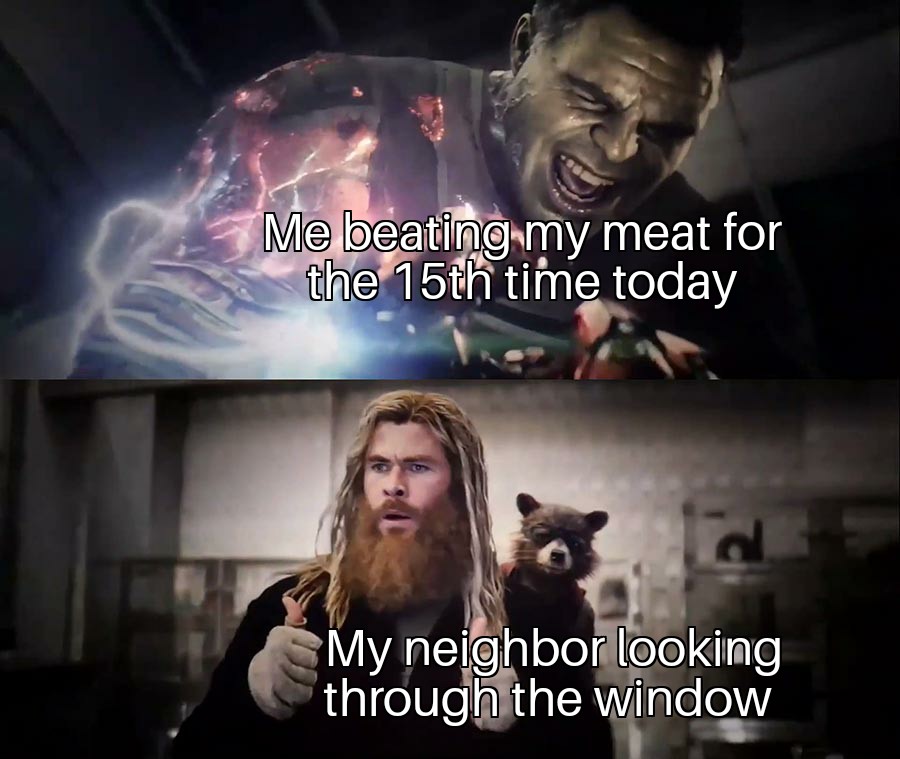 Me beating my meat for
the 15th time today
My neighbor looking
through the window